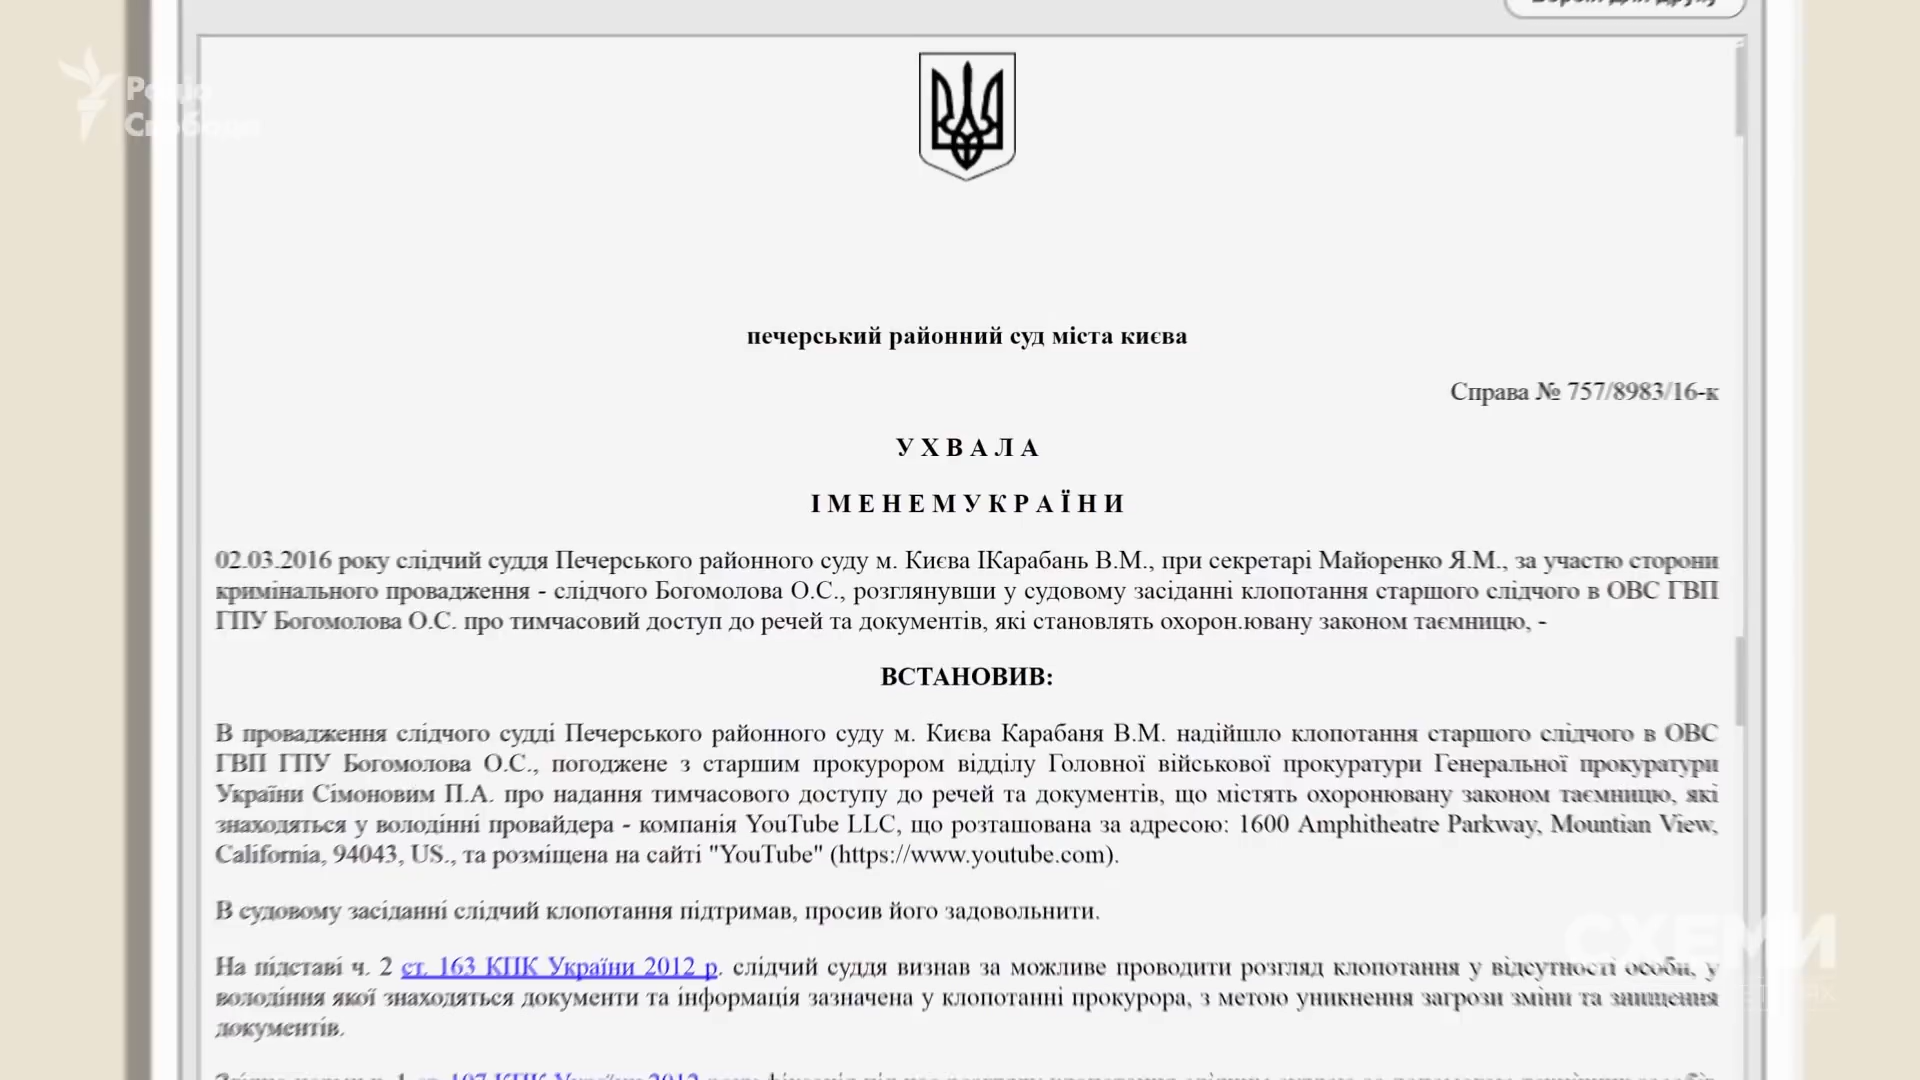 Версія для друку
Радіо
Свобода
печерський районний суд міста києва
Справа № 757/8983/16-к
У Х В А Л А
І М Е Н Е М У К Р А Ї Н И
02.03.2016 року слідчий суддя Печерського районного суду м. Києва ІКарабань В.М., при секретарі Майоренко Я.М., за участю сторони
кримінального провадження - слідчого Богомолова О.С., розглянувши у судовому засіданні клопотання старшого слідчого в ОВС ГВП
ГПУ Богомолова О.С. про тимчасовий доступ до речей та документів, які становлять охорон.ювану законом таємницю, -
ВСТАНОВИВ:
В провадження слідчого судді Печерського районного суду м. Києва Карабаня В.М. надійшло клопотання старшого слідчого в ОВС
ГВП ГПУ Богомолова О.С., погоджене з старшим прокурором відділу Головної військової прокуратури Генеральної прокуратури
України Сімоновим П.А. про надання тимчасового доступу до речей та документів, що містять охоронювану законом таємницю, які
знаходяться у володінні провайдера - компанія YouTube LLC, що розташована за адресою: 1600 Amphitheatre Parkway, Mountian View,
California, 94043, US., та розміщена на сайті "YouTube" (https://www.youtube.com).
В судовому засіданні слідчий клопотання підтримав, просив його задовольнити.
На підставі ч. 2 ст. 163 КПК України 2012 р. слідчий суддя визнав за можливе проводити розгляд клопотання у відсутності особи, у
володіння якої знаходяться документи та інформація зазначена у клопотанні прокурора, з метою уникнення загрози зміни та знищення
документів.
СХЕМИ